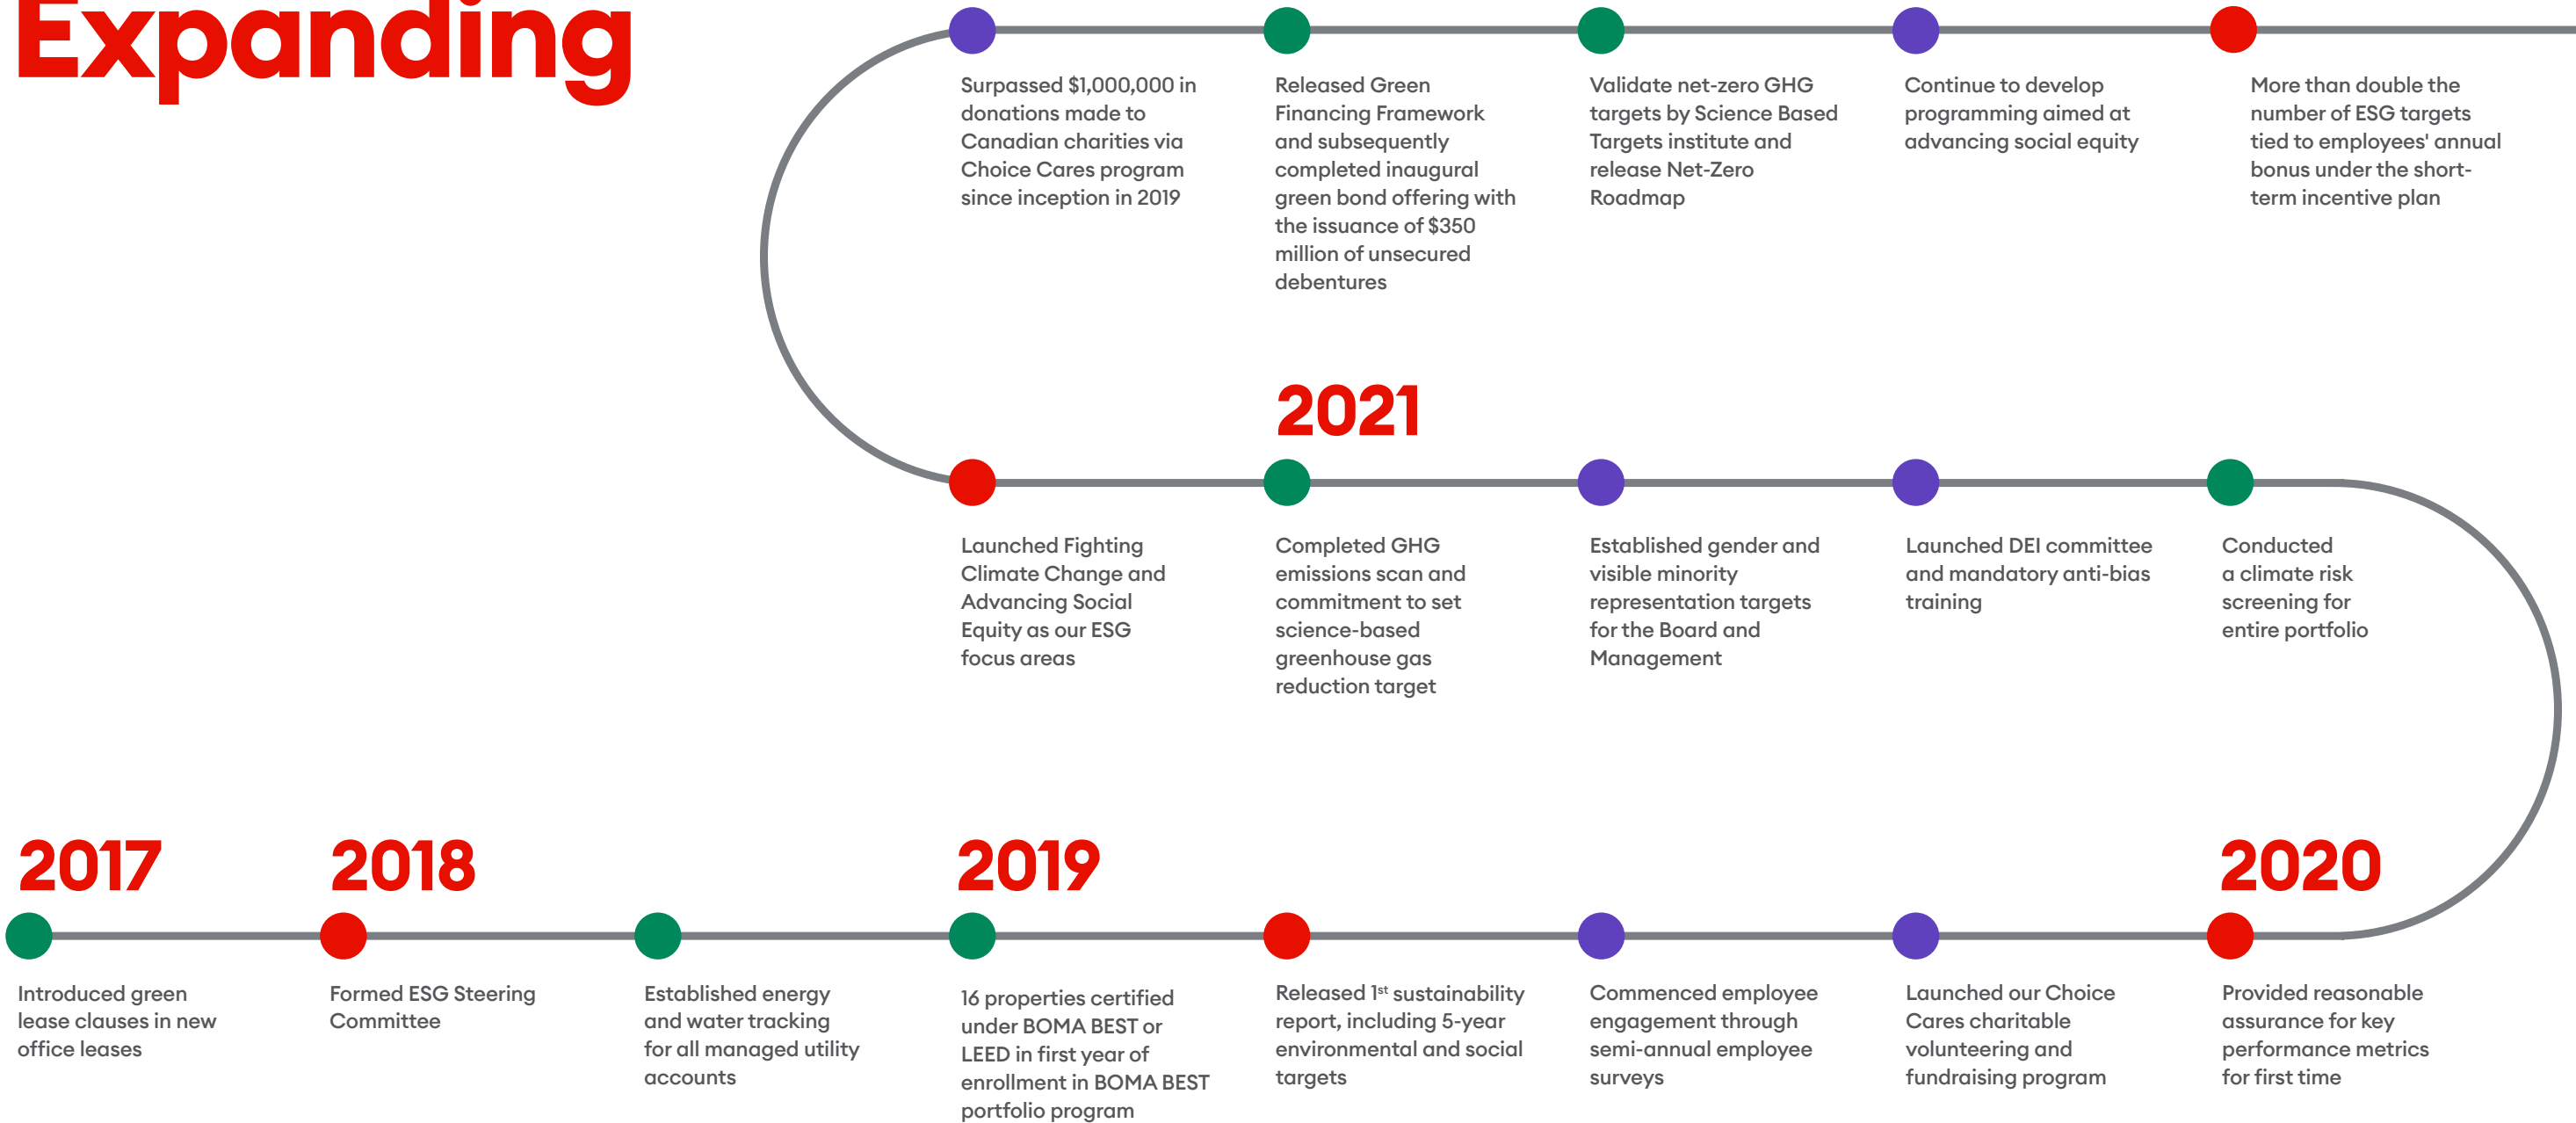 Expanding
Surpassed $1,000,000 in
donations made to
Canadian charities via
Choice Cares program
since inception in 2019
Released Green
Financing Framework
and subsequently
completed inaugural
green bond offering with
the issuance of $350
million of unsecured
debentures
Validate net-zero GHG
targets by Science Based
Targets institute and
release Net-Zero
Roadmap
Continue to develop
programming aimed at
advancing social equity
More than double the
number of ESG targets
tied to employees' annual
bonus under the short-
term incentive plan
2021
Launched Fighting
Climate Change and
Advancing Social
Equity as our ESG
focus areas
Completed GHG
emissions scan and
commitment to set
science-based
greenhouse gas
reduction target
Established gender and
visible minority
representation targets
for the Board and
Management
Launched DEI committee
and mandatory anti-bias
training
Conducted
a climate risk
screening for
entire portfolio
2017
Introduced green
lease clauses in new
office leases
2018
Formed ESG Steering
Committee
Established energy
and water tracking
for all managed utility
accounts
2019
16 properties certified
under BOMA BEST or
LEED in first year of
enrollment in BOMA BEST
portfolio program
Released 1st sustainability
report, including 5-year
environmental and social
targets
Commenced employee
engagement through
semi-annual employee
surveys
Launched our Choice
Cares charitable
volunteering and
fundraising program
2020
Provided reasonable
assurance for key
performance metrics
for first time